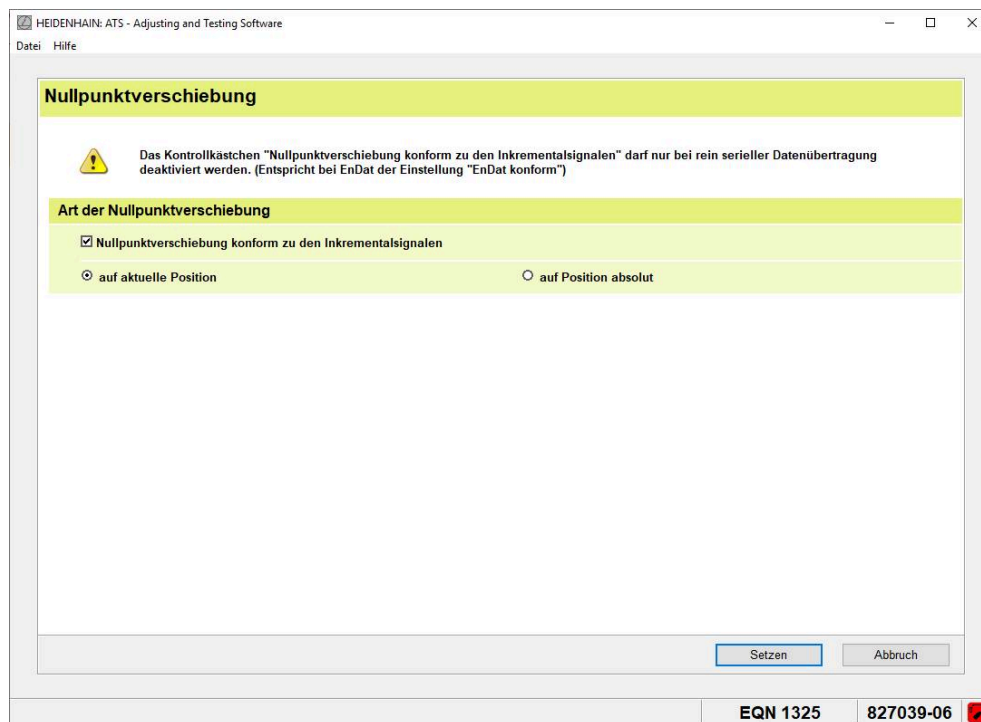 HEIDENHAIN: ATS - Adjusting and Testing Software
Datei Hilfe
Nullpunktverschiebung
Das Kontrollkästchen "Nullpunktverschiebung konform zu den Inkrementalsignalen" darf nur bei rein serieller Datenübertragung
deaktiviert werden. (Entspricht bei EnDat der Einstellung "EnDat konform")
Art der Nullpunktverschiebung
Nullpunktverschiebung konform zu den Inkrementalsignalen
auf aktuelle Position auf Position absolut
Setzen Abbruch
EQN 1325 827039-06